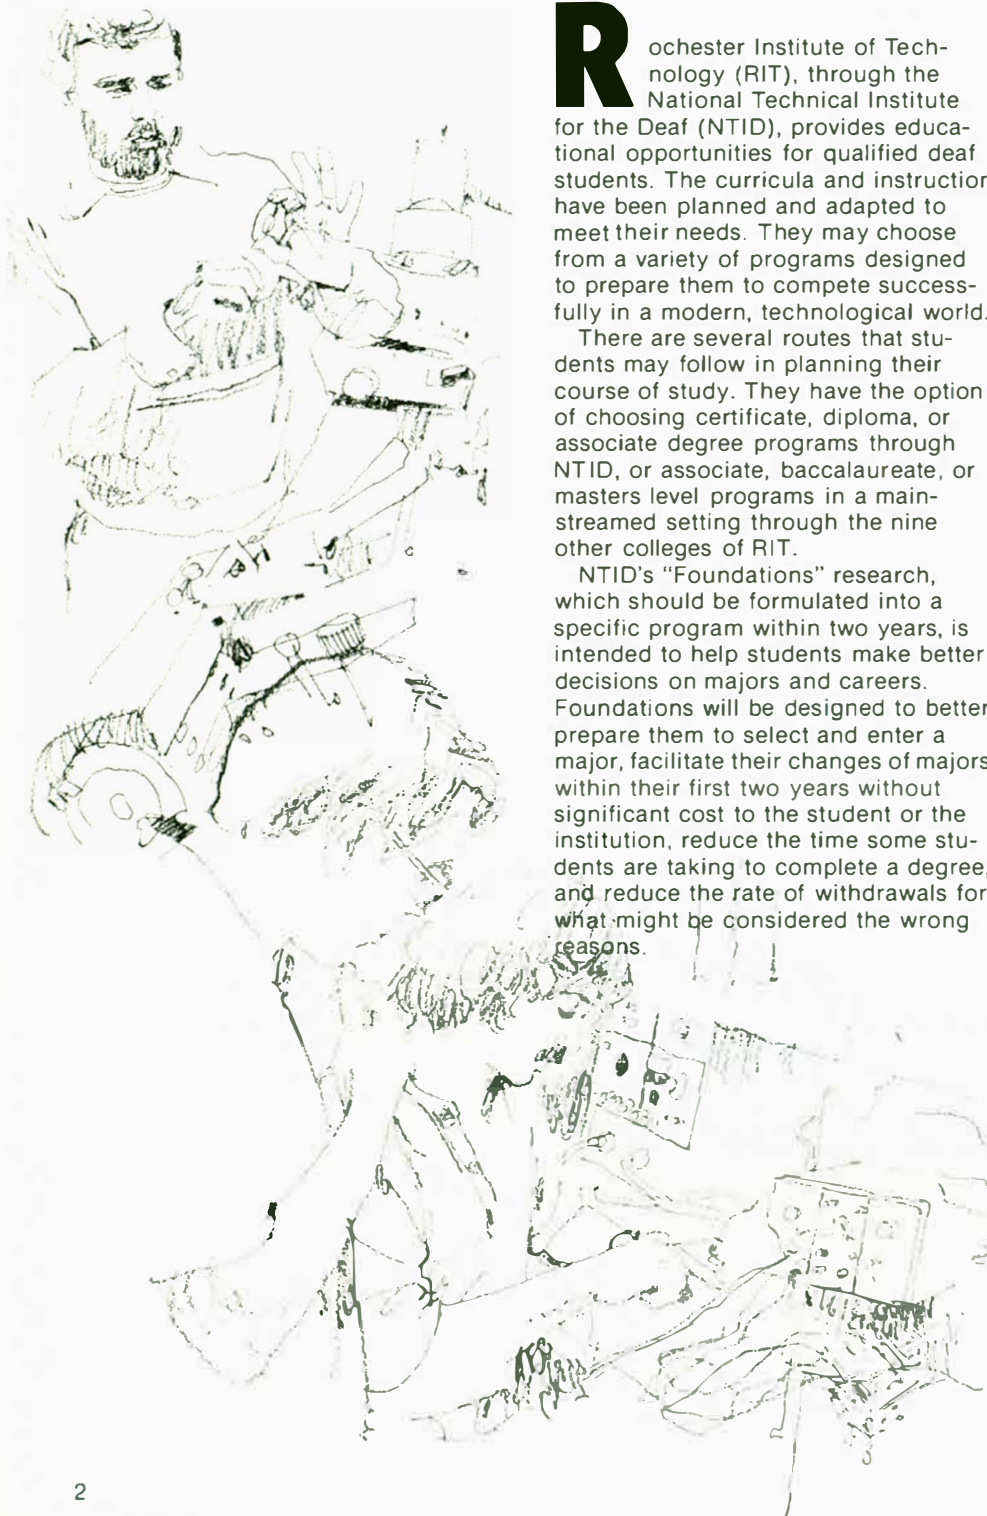 Rochester Institute of Tech-
nology (RIT), through the
National Technical Institute
for the Deaf (NTID), provides educa-
tional opportunities for qualified deaf
students. The curricula and instruction
have been planned and adapted to
meet their needs. They may choose
from a variety of programs designed
to prepare them to compete success-
fully in a modern, technological world.
There are several routes that stu-
dents may follow in planning their
course of study. They have the option
of choosing certificate, diploma, or
associate degree programs through
NTID, or associate, baccalaureate, or
masters level programs in a main-
streamed setting through the nine
other colleges of RIT.
NTID's "Foundations" research,
which should be formulated into a
specific program within two years, is
intended to help students make better
decisions on majors and careers.
Foundations will be designed to better
prepare them to select and enter a
major, facilitate their changes of majors
within their first two years without
significant cost to the student or the
institution, reduce the time some stu-
dents are taking to complete a degree,
and reduce the rate of withdrawals for
what might be considered the wrong
reasons.
2